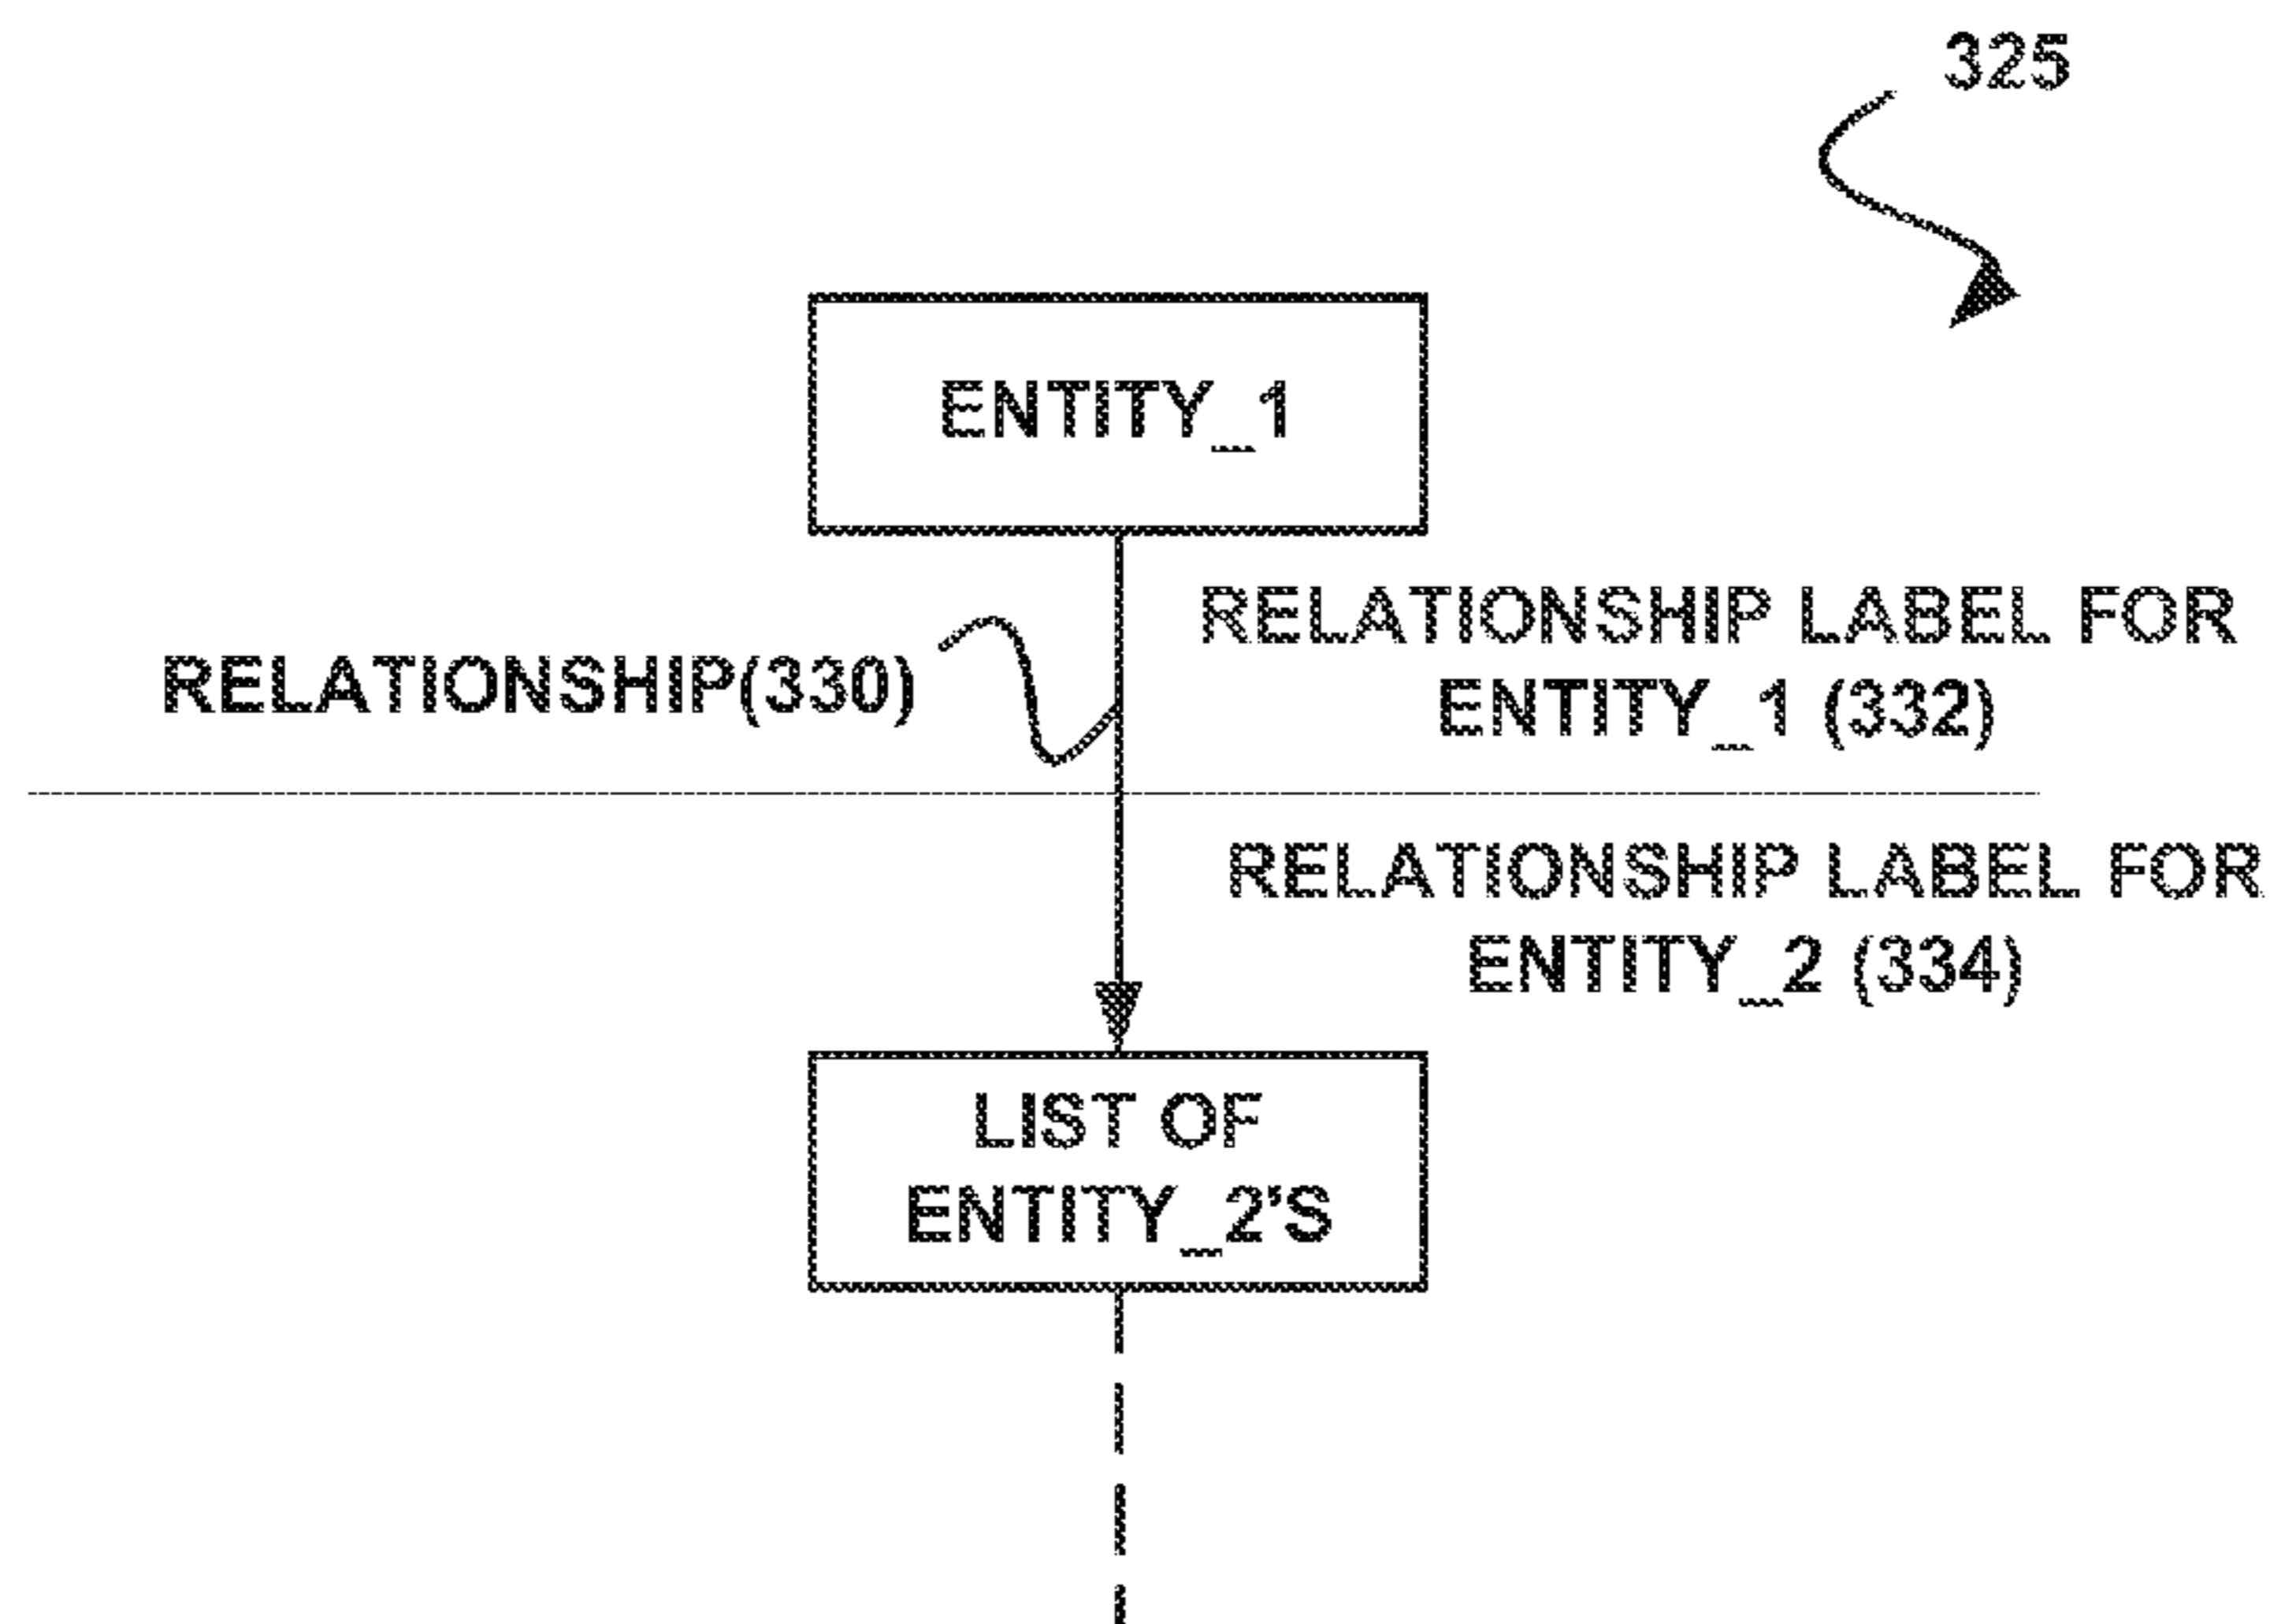 325
ENTITY_1
RELATIONSHIP LABEL FOR
ENTITY_1 (332)
RELATIONSHIP(330)
RELATIONSHIP LABEL FOR
ENTITY_2 (334)
LIST OF
ENTITY_2'S